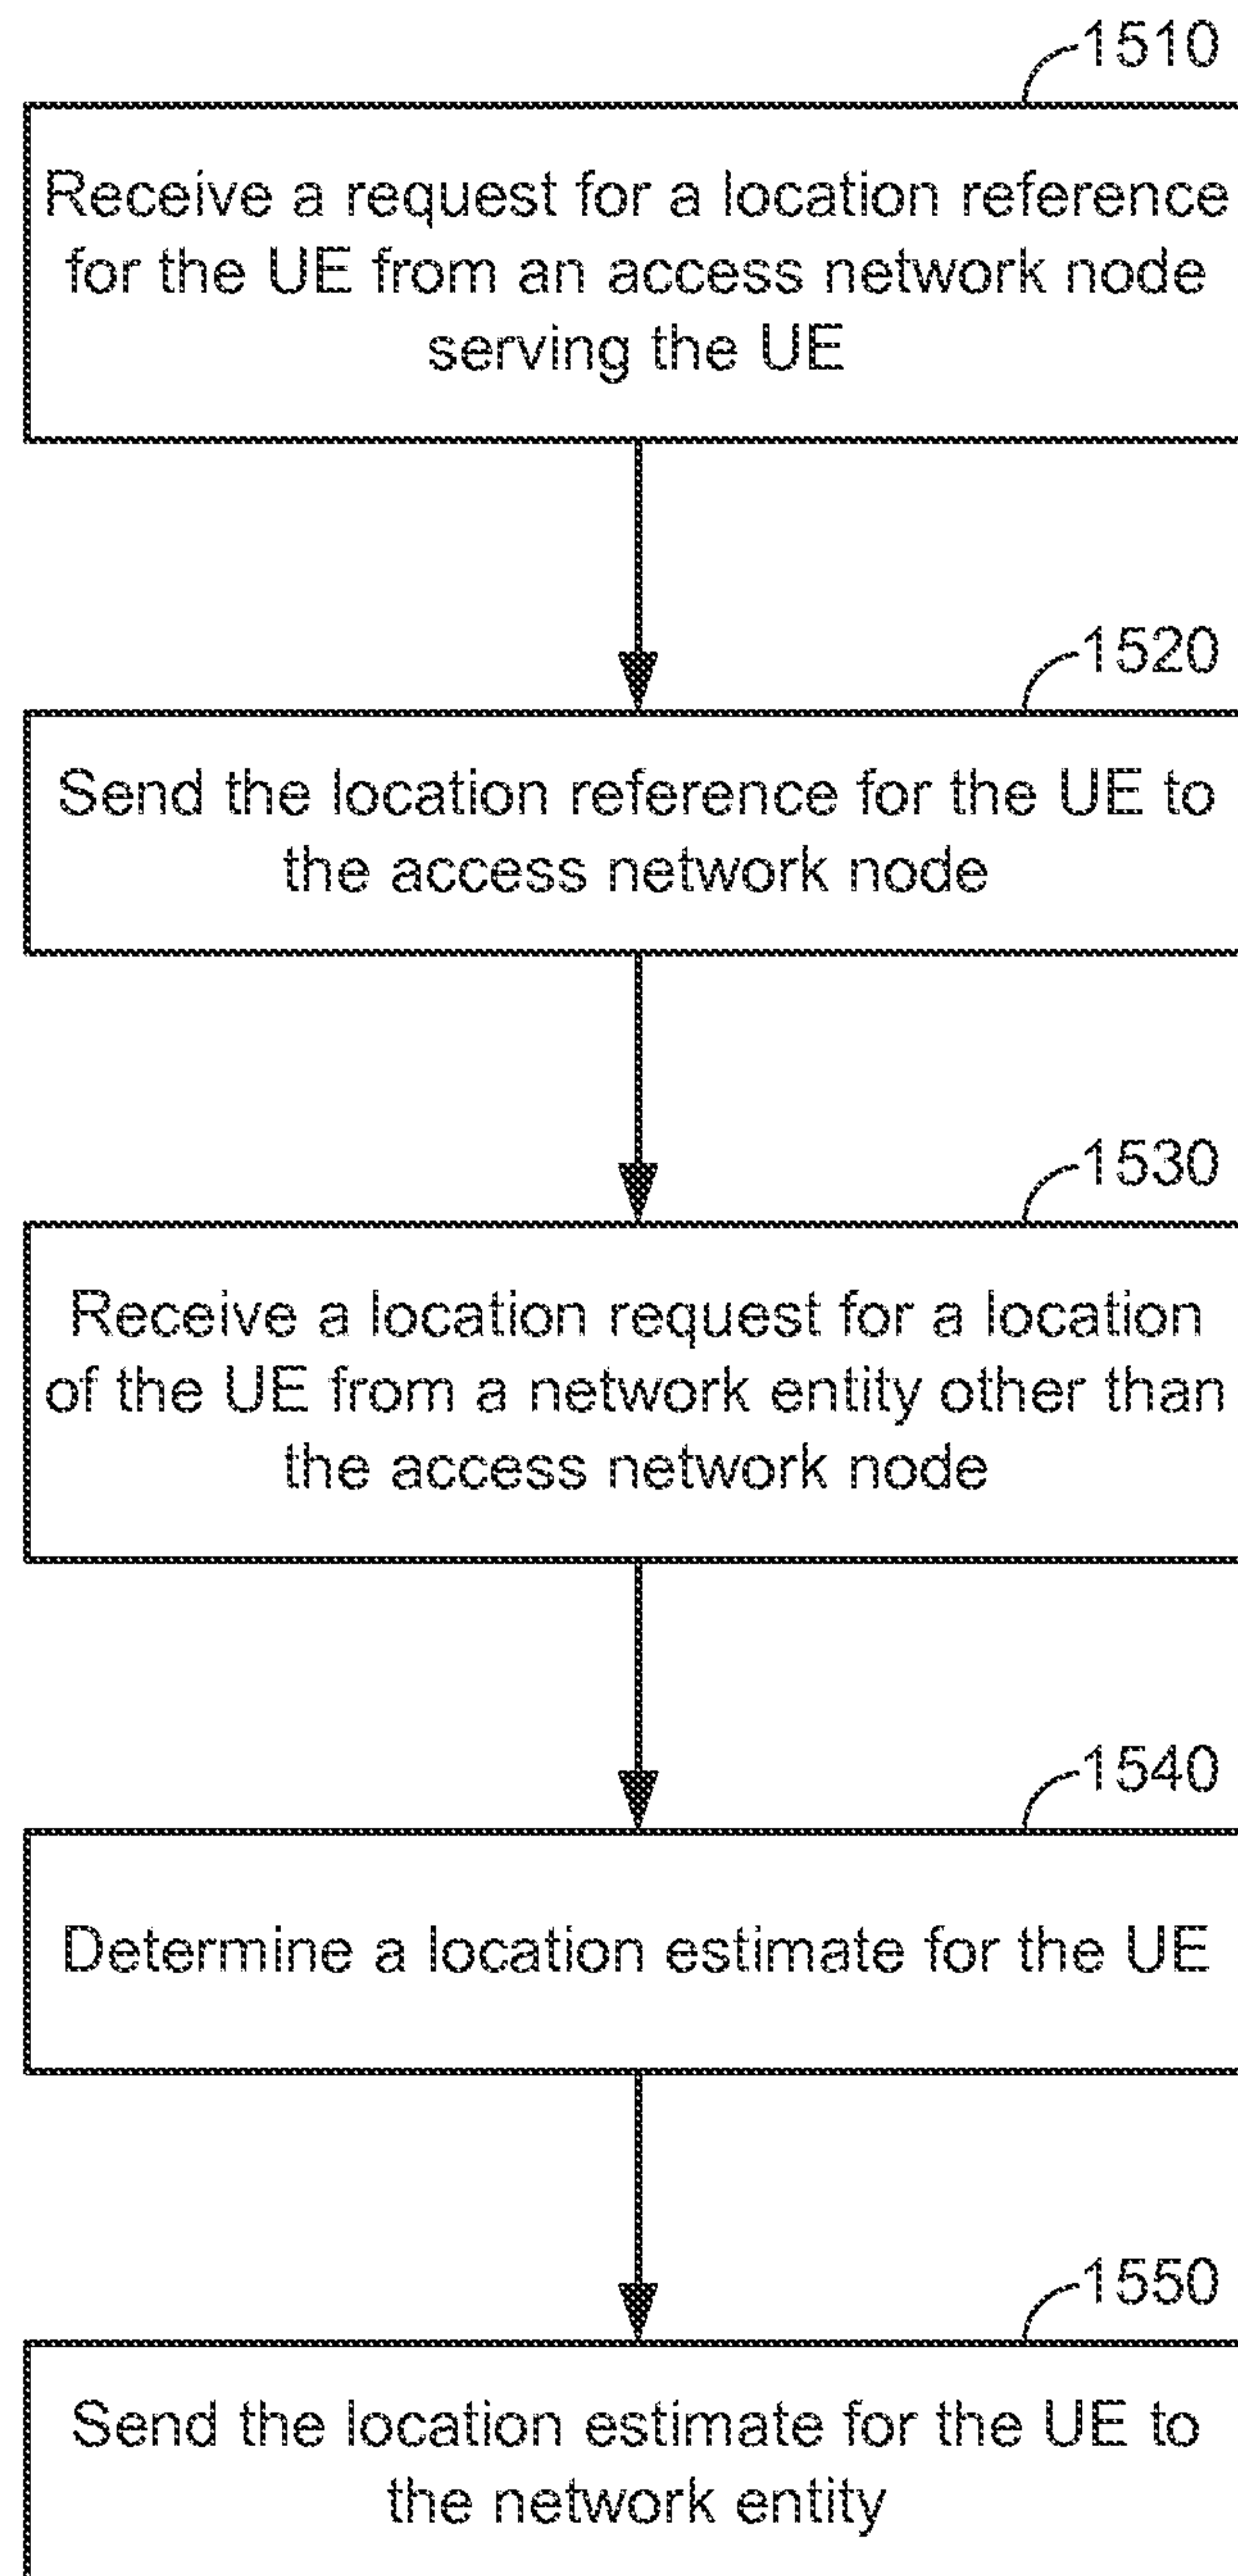 1510
Receive a request for a location reference
for the UE from an access network node
serving the UE
1520
Send the location reference for the UE to
the access network node
1530
Receive a location request for a location
of the UE from a network entity other than
the access network node
1540
Determine a location estimate for the UE
1550
Send the location estimate for the UE to
the network entity